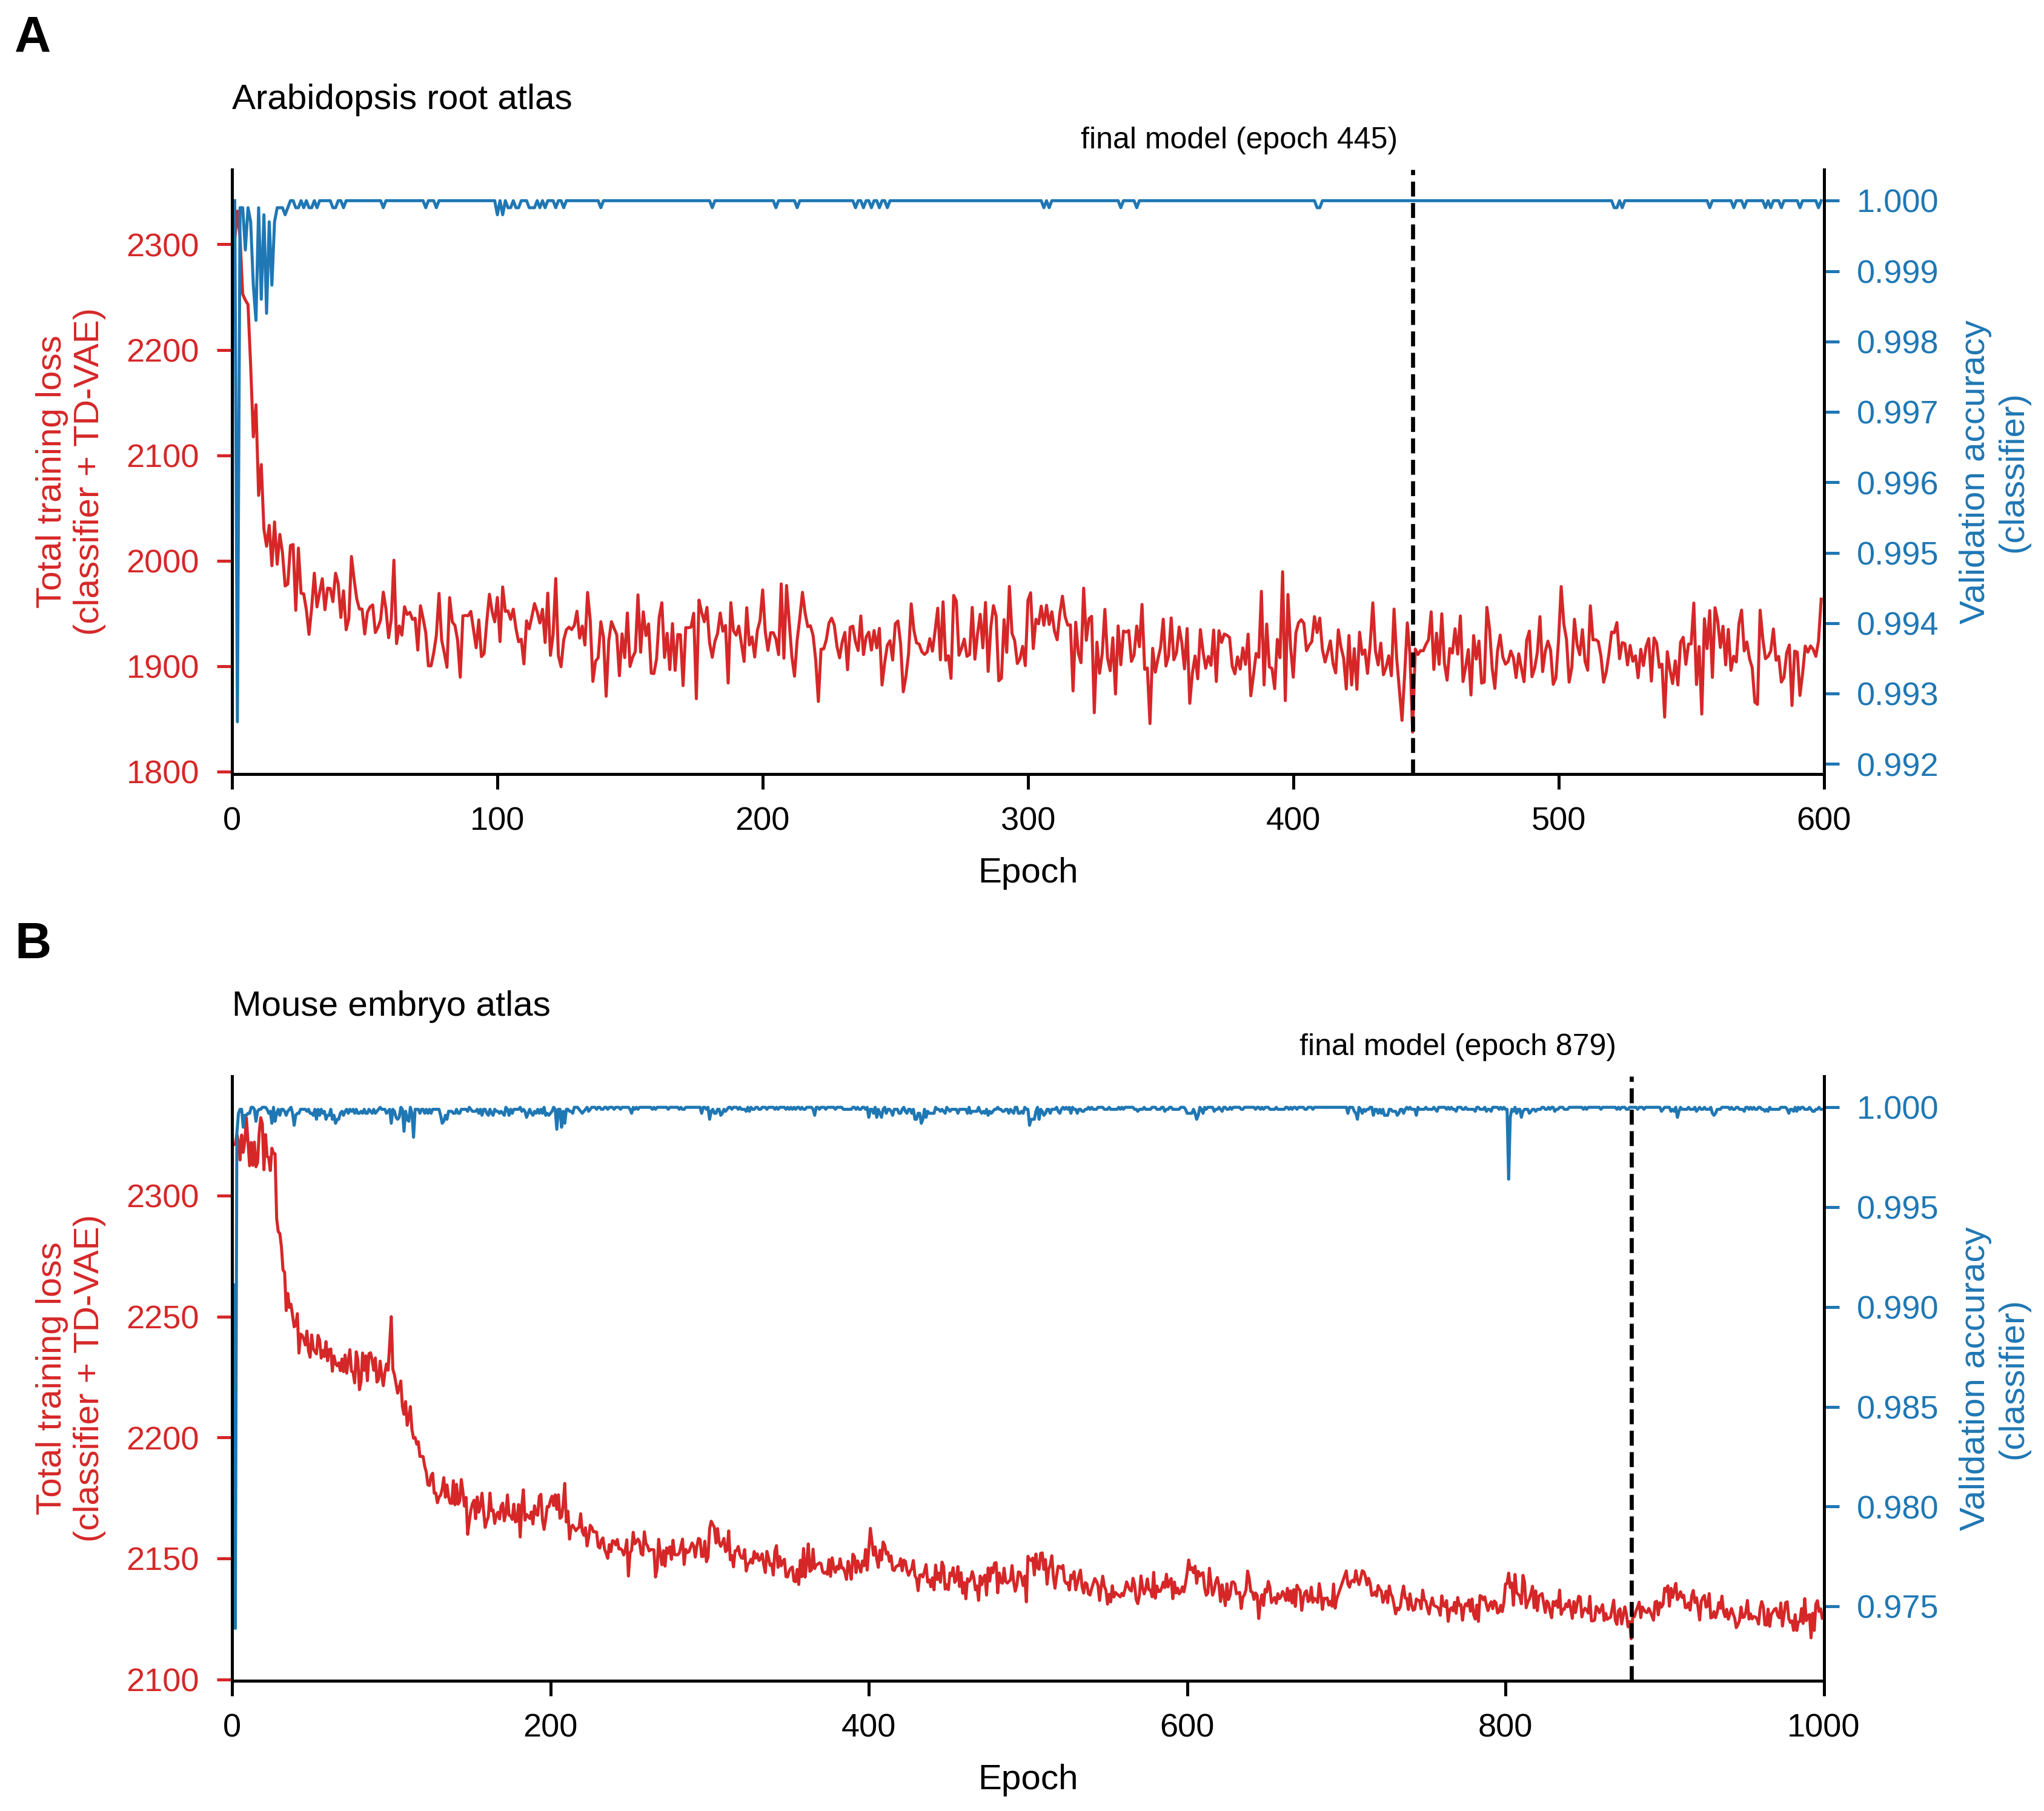 A
Arabidopsis root atlas
final model (epoch 445)
2300
2200
2100
2000
1900
1800
Total training loss
(classifier + TD-VAE)
1.000
0.999
0.998
0.997
0.996
0.995
0.994
0.993
0.992
Validation accuracy
(classifier)
0
100
200
300
400
500
600
Epoch
B
Mouse embryo atlas
final model (epoch 879)
2300
2250
2200
2150
2100
Total training loss
(classifier + TD-VAE)
1.000
0.995
0.990
0.985
0.980
0.975
Validation accuracy
(classifier)
0
200
400
600
800
1000
Epoch